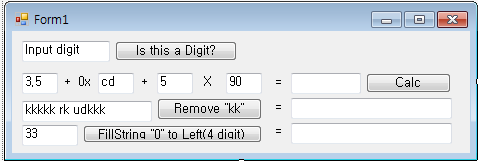 Form1
Input digit Is this a Digit?
3,5 + 0x cd + 5 X 90 = Calc
kkkkk rk udkkk Remove "kk" =
33 FillString "0" to Left(4 digit) =